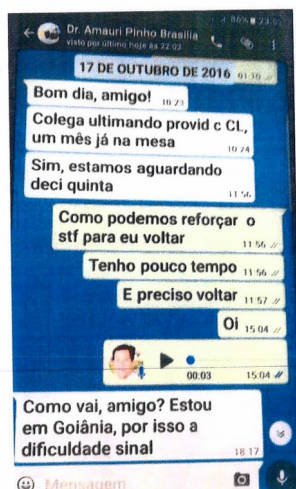 86% 23:
Dr. Amauri Pinho Brasilia
visto por último hoje às 22:02
17 DE OUTUBRO DE 2016
Bom dia, amigo! 10:23
Colega ultimando provid c CL,
um mês já na mesa 10:24
Sim, estamos aguardando
deci quinta 11:56
Como podemos reforçar o
stf para eu voltar 11:56
Tenho pouco tempo 11:56
E preciso voltar 11:57
Oi 15:04
00:03 15:04
Como vai, amigo? Estou
em Goiânia, por isso a
dificuldade sinal 18:17
Mensagem